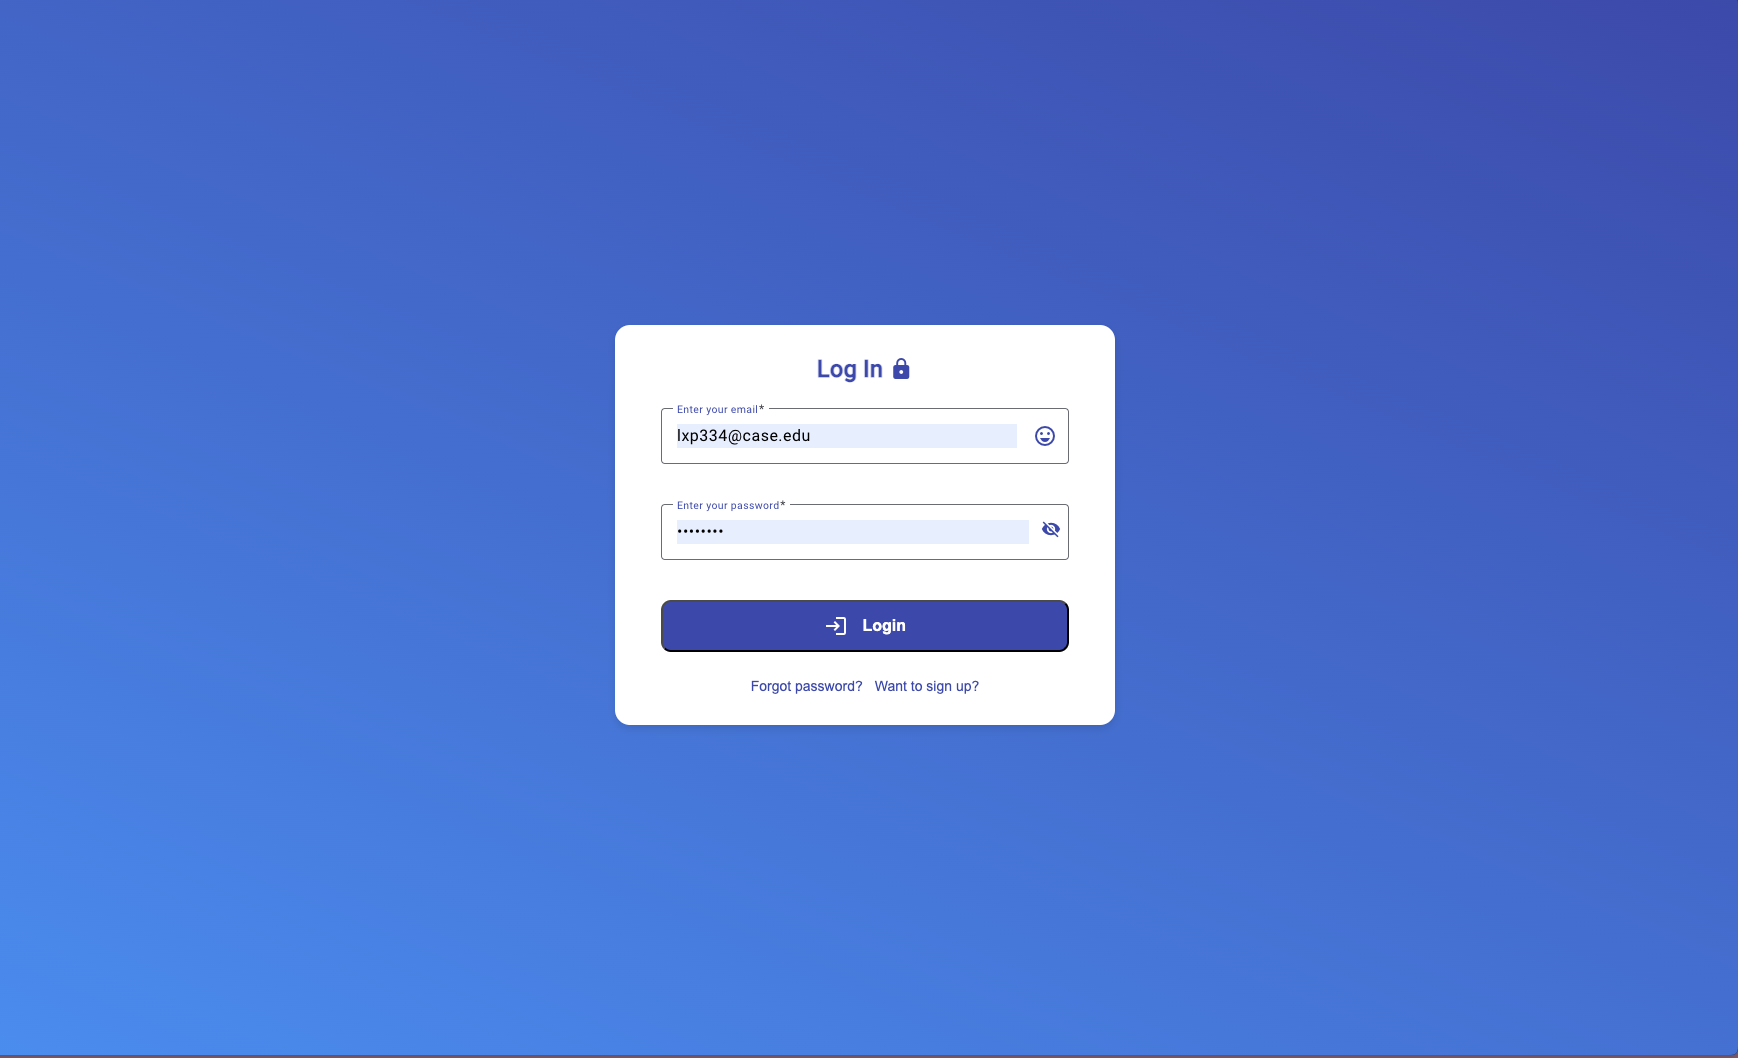 Log In
Enter your email*
lxp334@case.edu
Enter your password*
••••••••
Login
Forgot password? Want to sign up?